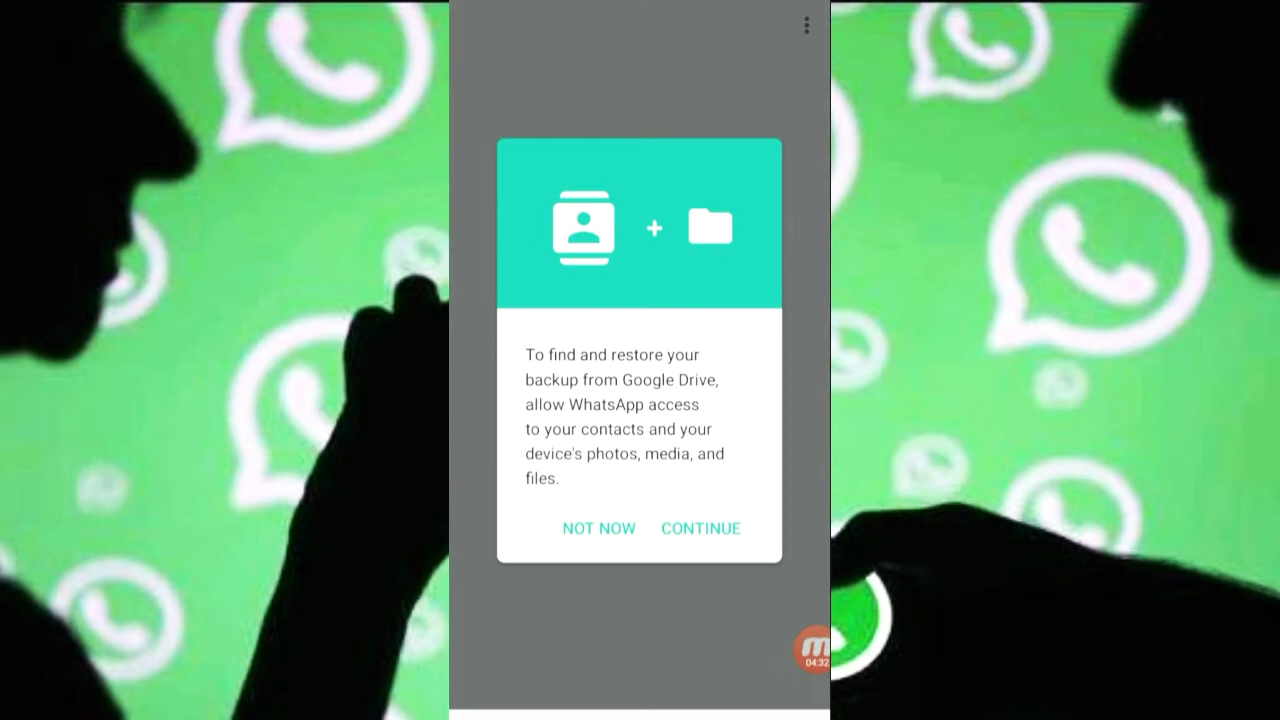 To find and restore your
backup from Google Drive,
allow WhatsApp access
to your contacts and your
device's photos, media, and
files.
NOT NOW CONTINUE
04:32